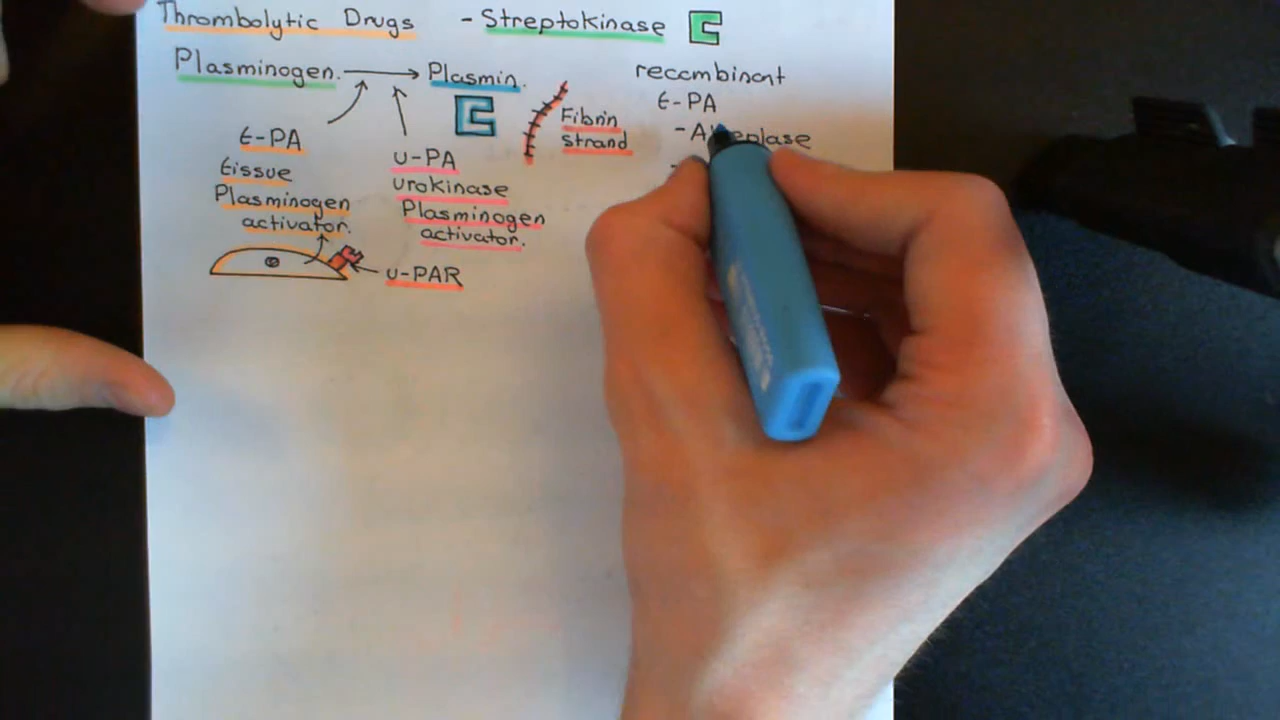 Thrombolytic Drugs - Streptokinase
Plasminogen. → Plasmin.
t-PA
tissue
Plasminogen
activator.
u-PA
urokinase
Plasminogen
activator.
u-PAR
Fibrin
strand
recombinant
t-PA